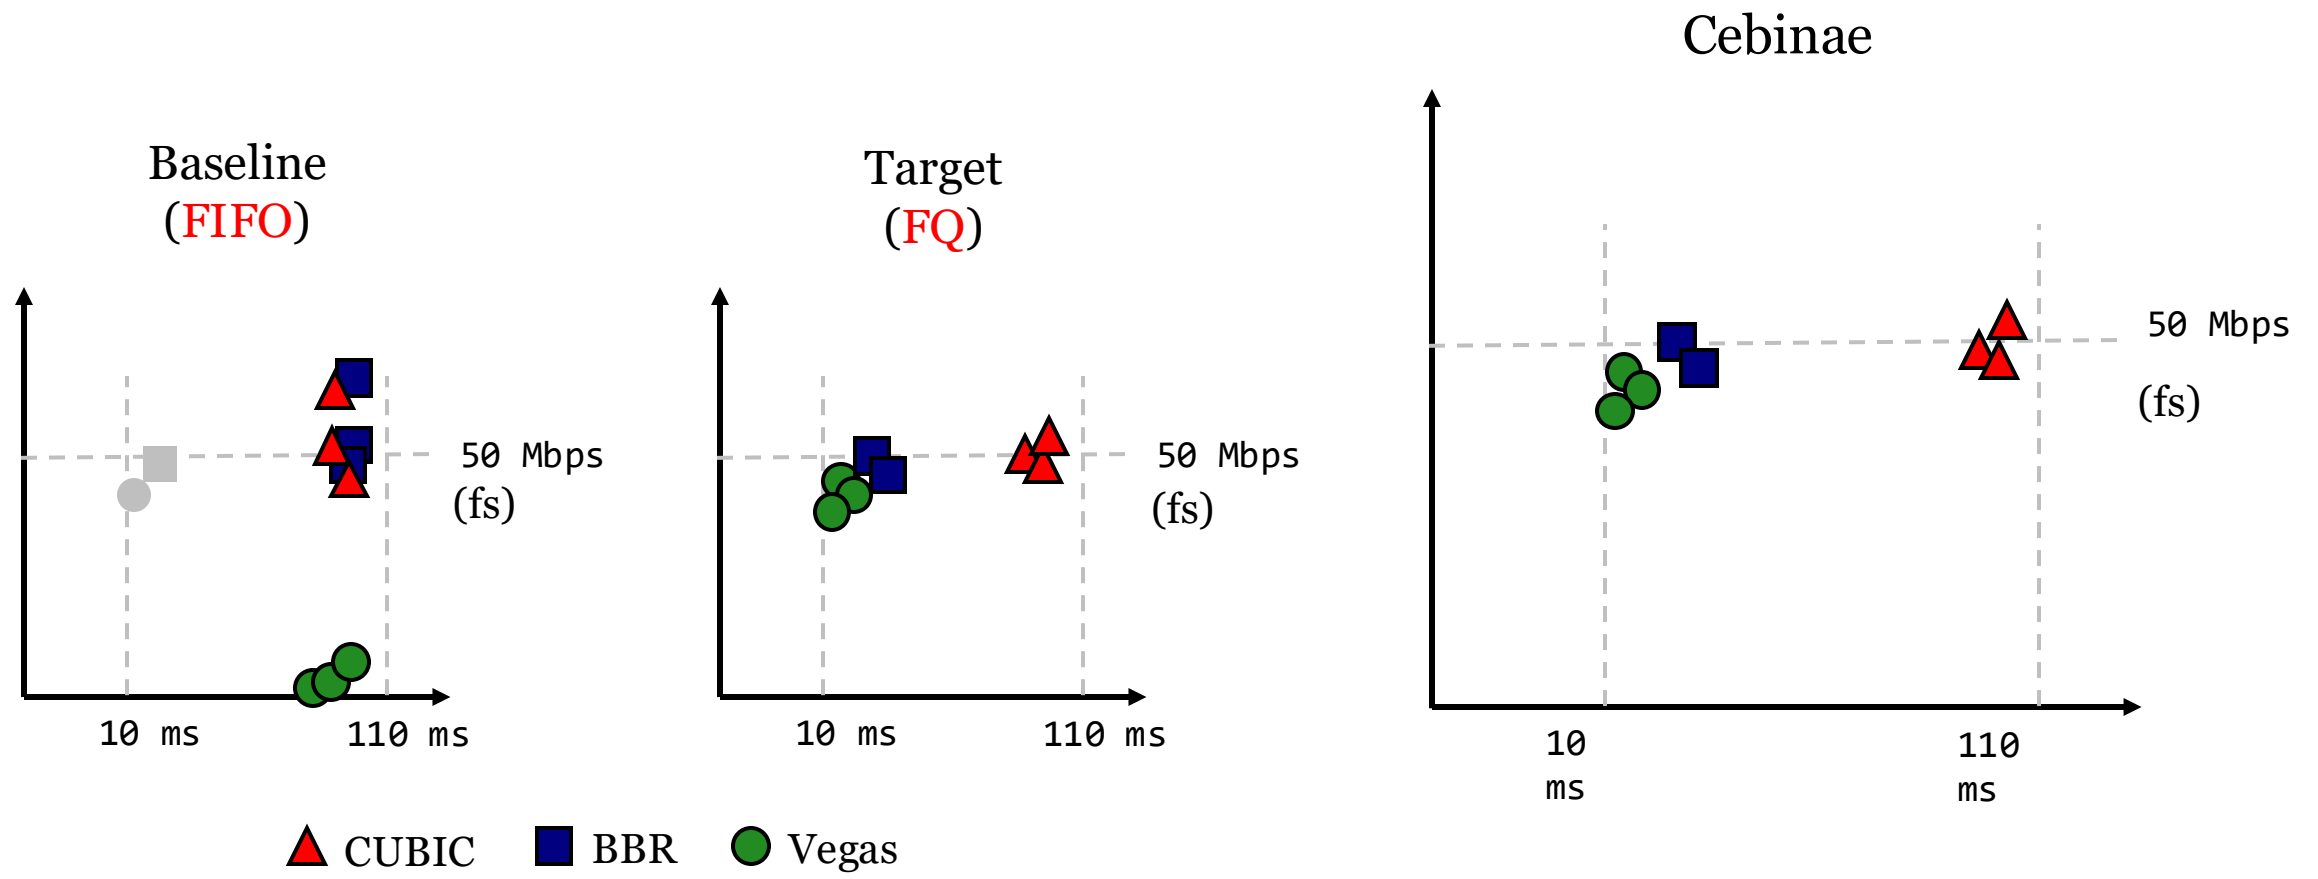 Cebinae
Baseline
(FIFO)
Target
(FQ)
50 Mbps
(fs)
10 ms
110 ms
50 Mbps
(fs)
10 ms
110 ms
50 Mbps
(fs)
10
ms
110
ms
CUBIC
BBR
Vegas